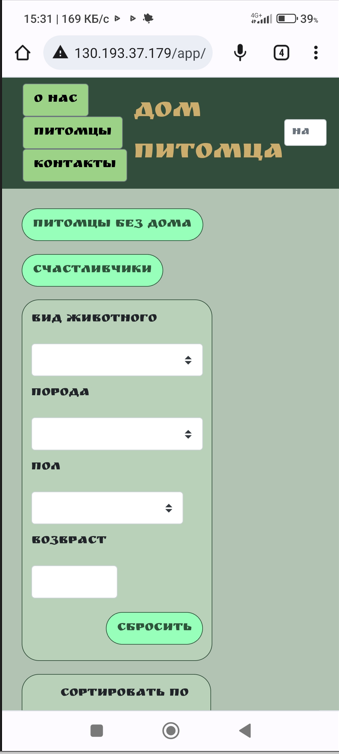 15:31 | 169 КБ/с
4G+
39%
130.193.37.179/app/
4
О НАС
ПИТОМЦЫ
КОНТАКТЫ
ДОМ
ПИТОМЦА
НА
ПИТОМЦЫ БЕЗ ДОМА
СЧАСТЛИВЧИКИ
ВИД ЖИВОТНОГО
ПОРОДА
ПОЛ
ВОЗВРАСТ
СБРОСИТЬ
СОРТИРОВАТЬ ПО